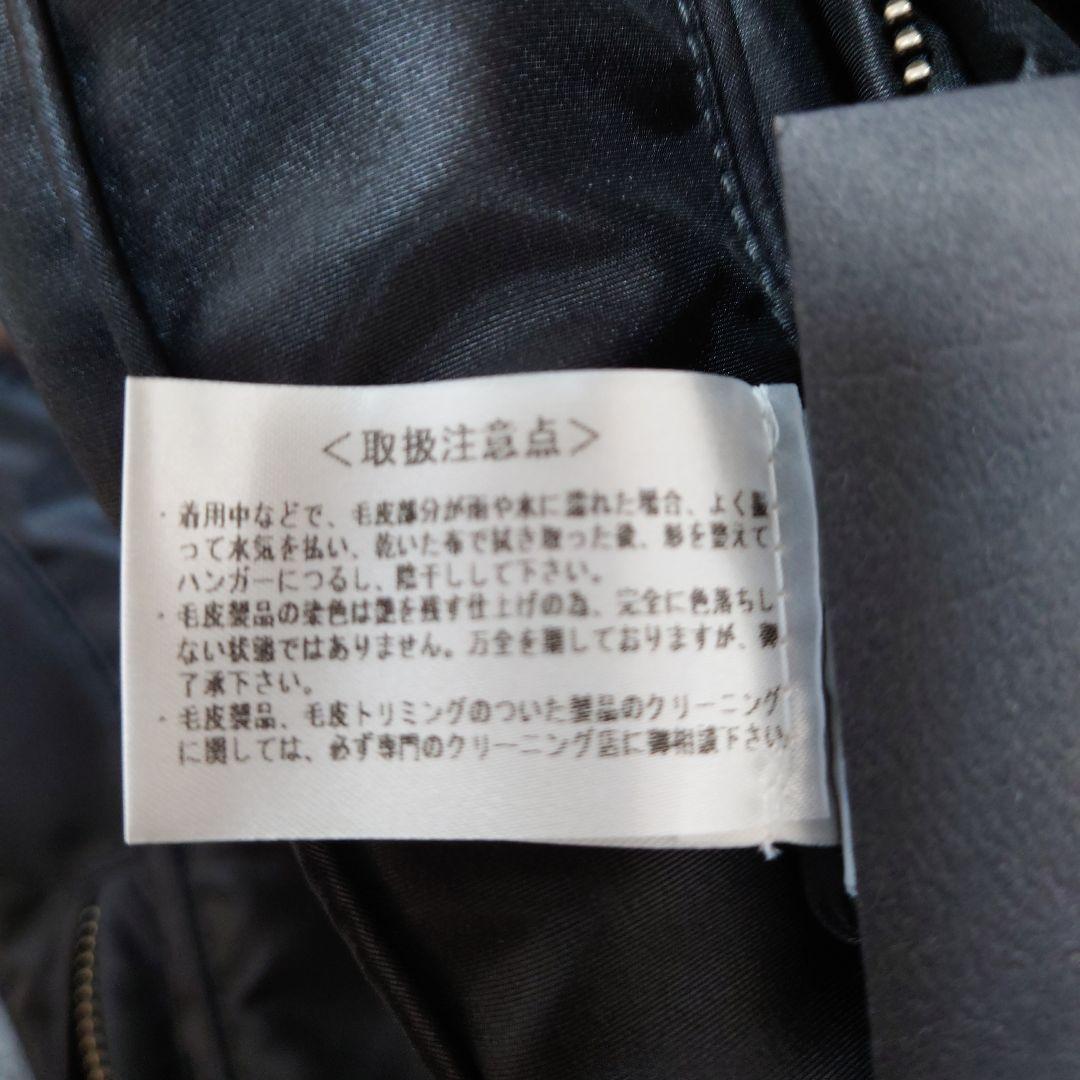 ＜取扱注意点＞
・着用中などで、毛皮部分が雨や水に濡れた場合、よく振
って水気を払い、乾いた布で拭き取った後、形を整えて
ハンガーにつるし、陰干しして下さい。
・毛皮製品の染色は艶を残す仕上げの為、完全に色落ちし
ない状態ではありません。万全を期しておりますが、御
了承下さい。
・毛皮製品、毛皮トリミングのついた製品のクリーニング
に関しては、必ず専門のクリーニング店に御相談下さい。